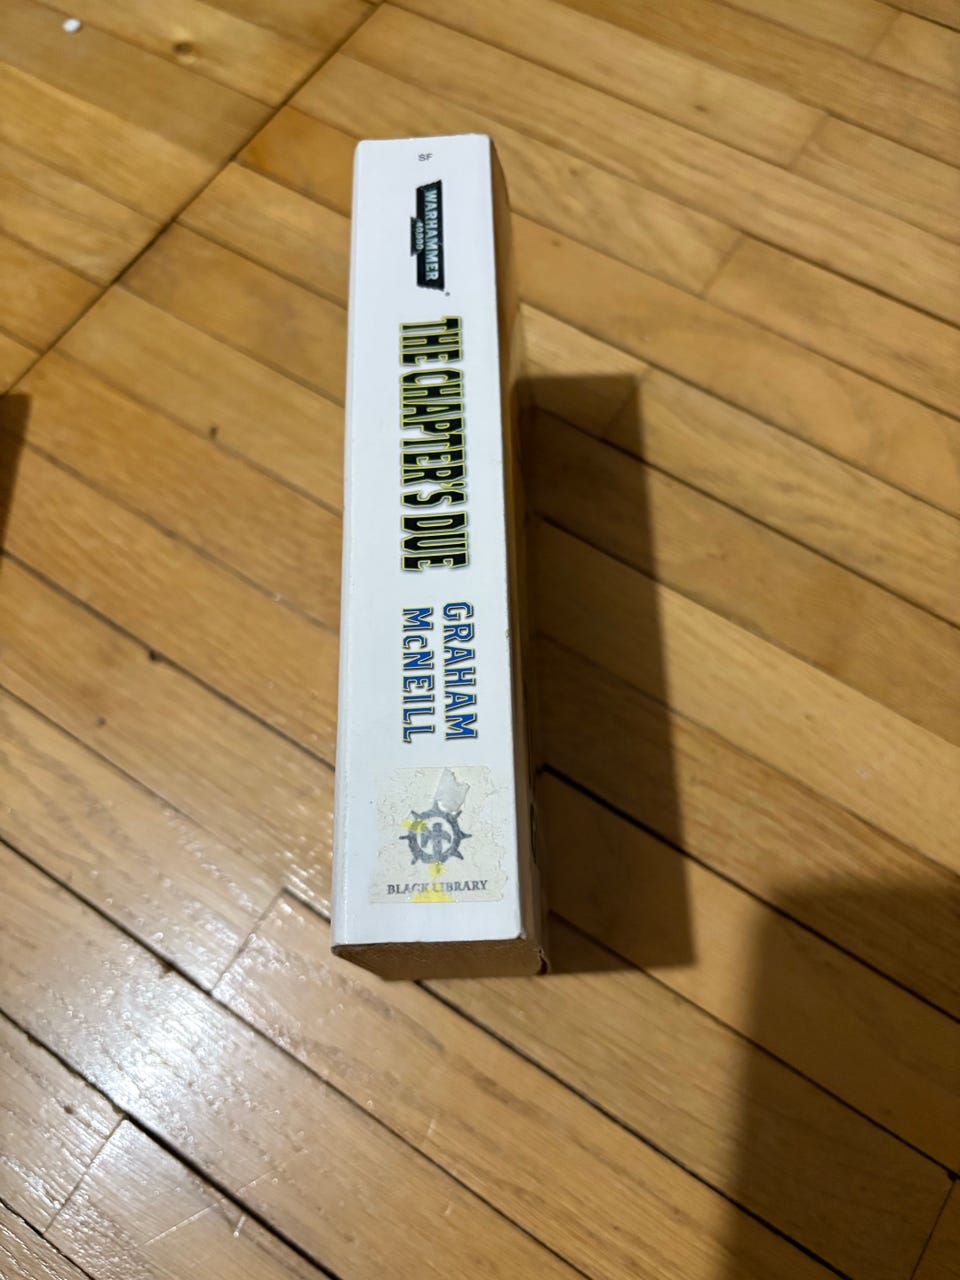 SF
WARHAMMER
40,000
THE CHAPTER'S DUE
GRAHAM
McNEILL
BLACK LIBRARY